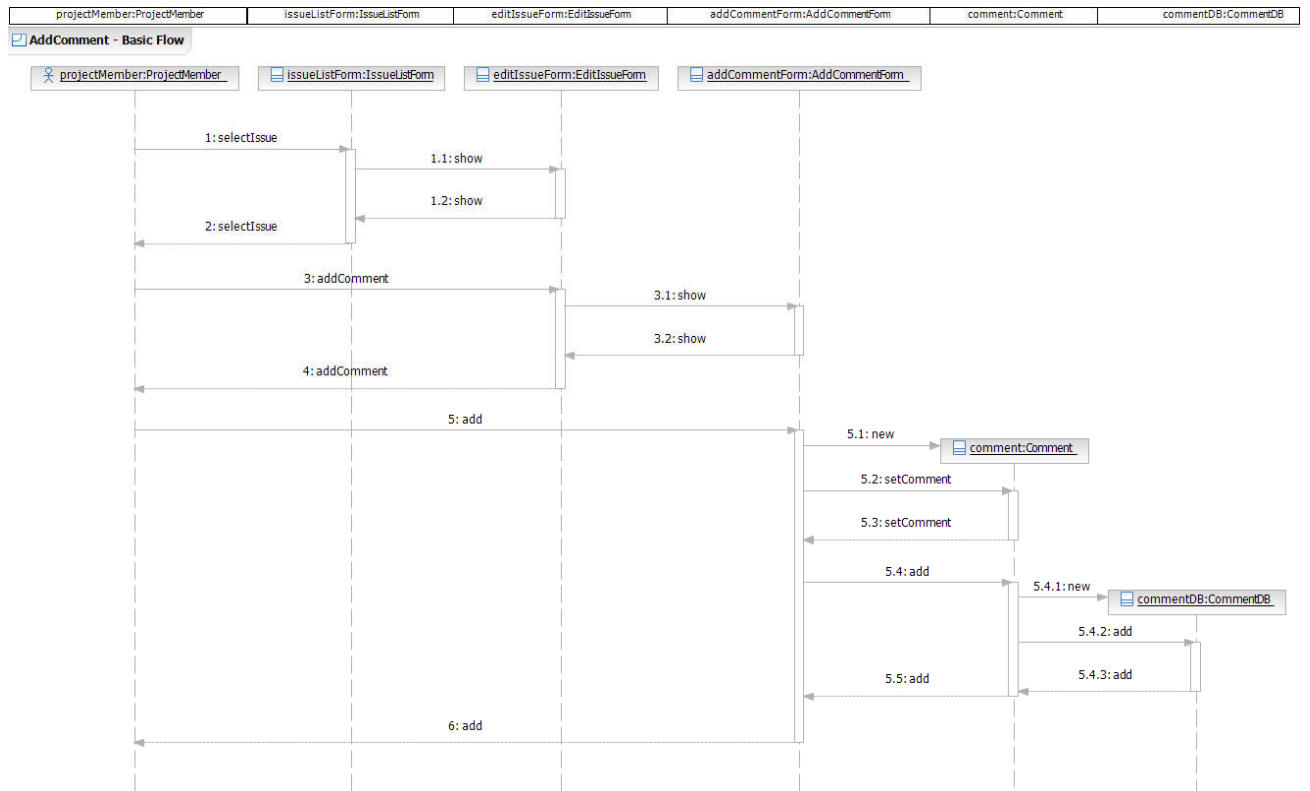 projectMember:ProjectMember issueListForm:IssueListForm editIssueForm:EditIssueForm addCommentForm:AddCommentForm comment:Comment commentDB:CommentDB
AddComment - Basic Flow
projectMember:ProjectMember issueListForm:IssueListForm editIssueForm:EditIssueForm addCommentForm:AddCommentForm
1: selectIssue
1.1: show
1.2: show
2: selectIssue
3: addComment
3.1: show
3.2: show
4: addComment
5: add
5.1: new
comment:Comment
5.2: setComment
5.3: setComment
5.4: add
5.4.1: new
commentDB:CommentDB
5.4.2: add
5.4.3: add
5.5: add
6: add